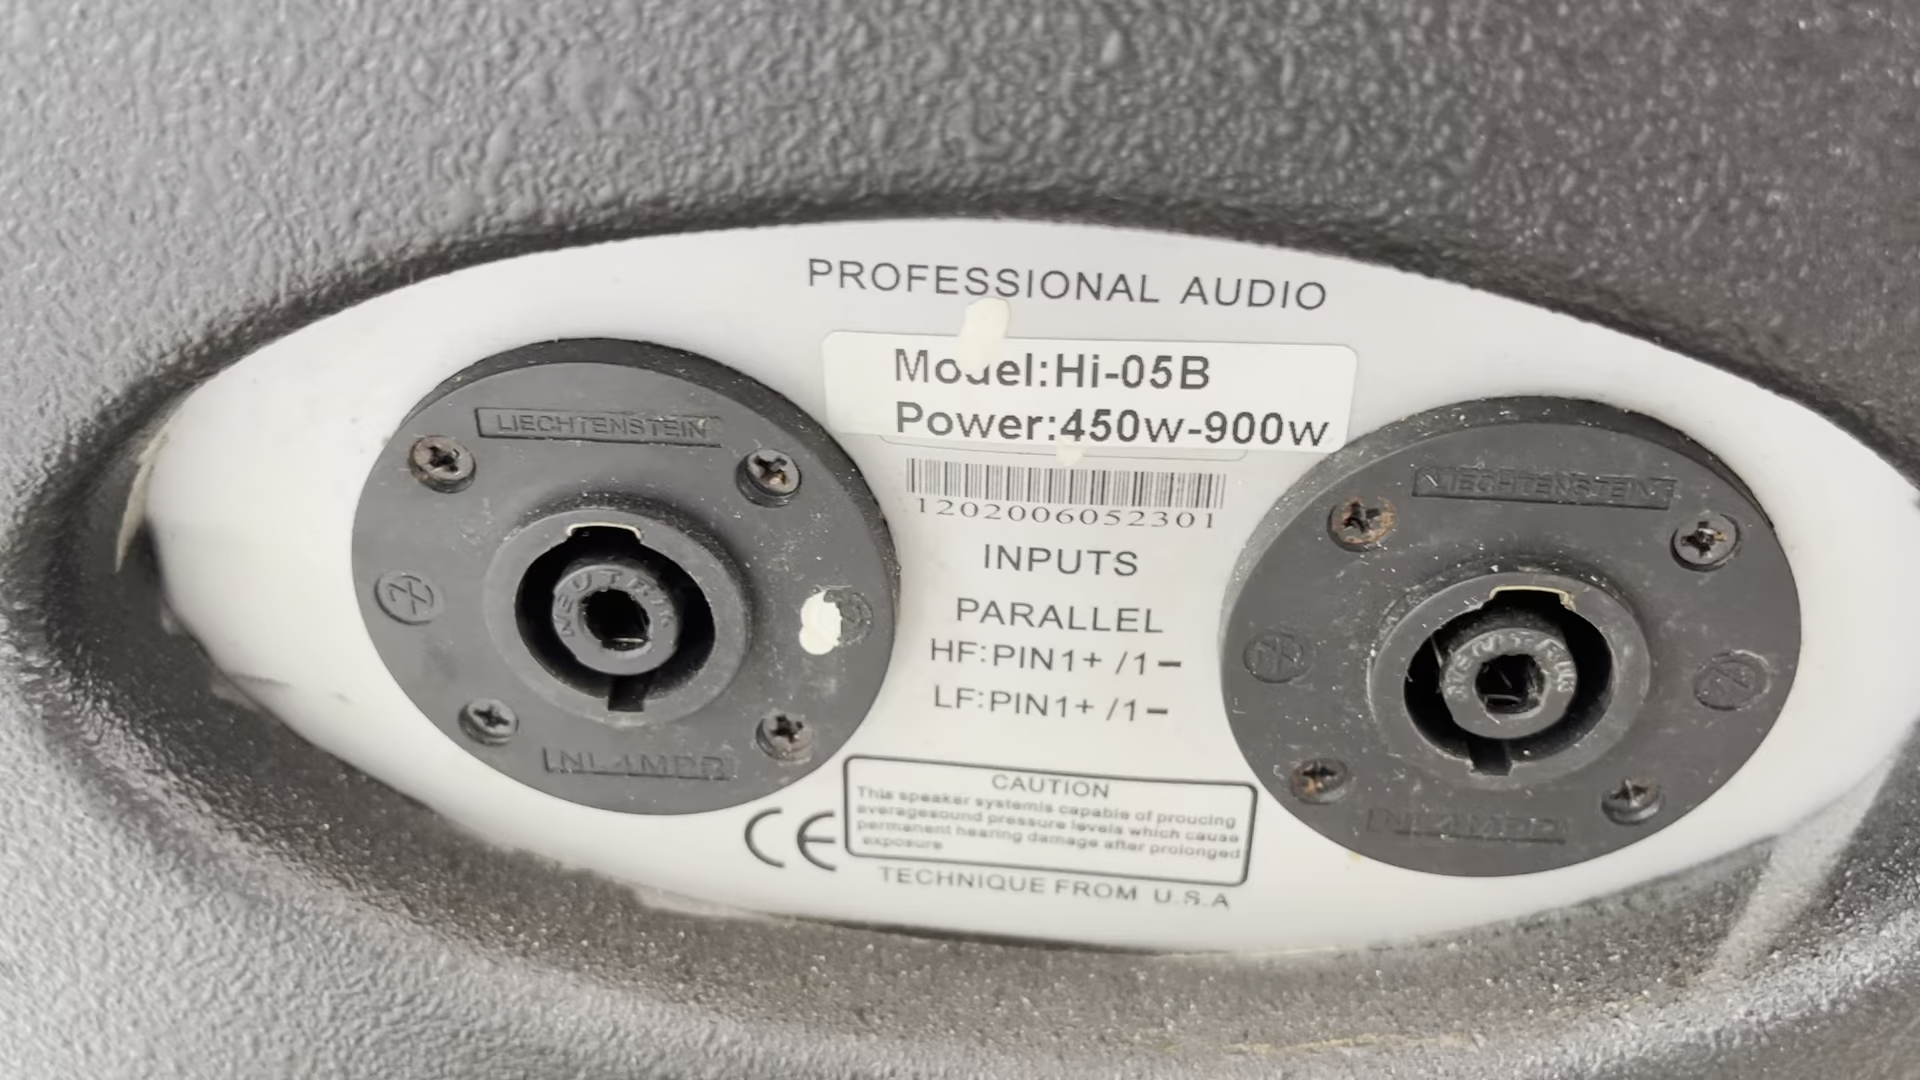 PROFESSIONAL AUDIO
Model:Hi-05B
Power:450w-900w
1202006052301
INPUTS
PARALLEL
HF:PIN1+ /1-
LF:PIN1+ /1-
CAUTION
This speaker systemis capable of proucing
averagesound pressure levels which cause
permanent hearing damage after prolonged
exposure
CE
TECHNIQUE FROM U.S.A
LIECHTENSTEIN
NEUTRIK
NL4MPR
LIECHTENSTEIN
NL4MPR